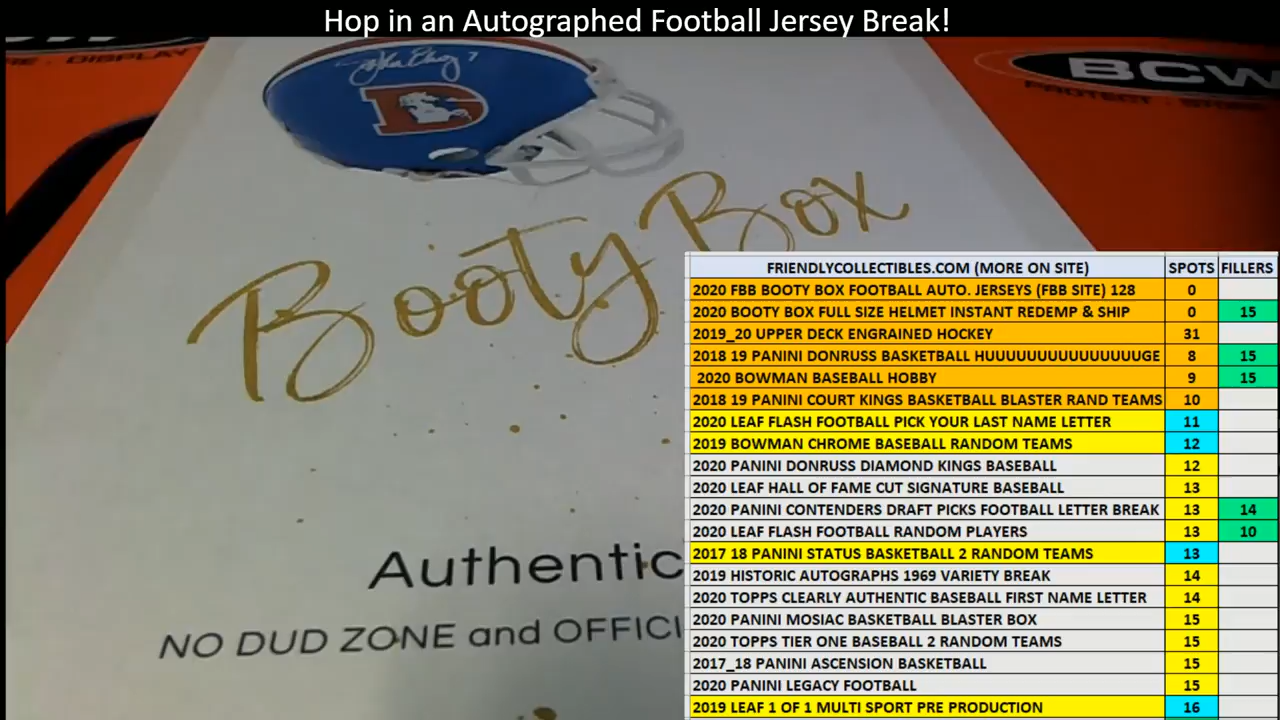 Hop in an Autographed Football Jersey Break!
BCW
Booty Box
Authentic
NO DUD ZONE and OFFICI
FRIENDLYCOLLECTIBLES.COM (MORE ON SITE) SPOTS FILLERS
2020 FBB BOOTY BOX FOOTBALL AUTO. JERSEYS (FBB SITE) 128 0
2020 BOOTY BOX FULL SIZE HELMET INSTANT REDEMP & SHIP 0 15
2019_20 UPPER DECK ENGRAINED HOCKEY 31
2018 19 PANINI DONRUSS BASKETBALL HUUUUUUUUUUUUUUUGE 8 15
2020 BOWMAN BASEBALL HOBBY 9 15
2018 19 PANINI COURT KINGS BASKETBALL BLASTER RAND TEAMS 10
2020 LEAF FLASH FOOTBALL PICK YOUR LAST NAME LETTER 11
2019 BOWMAN CHROME BASEBALL RANDOM TEAMS 12
2020 PANINI DONRUSS DIAMOND KINGS BASEBALL 12
2020 LEAF HALL OF FAME CUT SIGNATURE BASEBALL 13
2020 PANINI CONTENDERS DRAFT PICKS FOOTBALL LETTER BREAK 13 14
2020 LEAF FLASH FOOTBALL RANDOM PLAYERS 13 10
2017 18 PANINI STATUS BASKETBALL 2 RANDOM TEAMS 13
2019 HISTORIC AUTOGRAPHS 1969 VARIETY BREAK 14
2020 TOPPS CLEARLY AUTHENTIC BASEBALL FIRST NAME LETTER 14
2020 PANINI MOSIAC BASKETBALL BLASTER BOX 15
2020 TOPPS TIER ONE BASEBALL 2 RANDOM TEAMS 15
2017_18 PANINI ASCENSION BASKETBALL 15
2020 PANINI LEGACY FOOTBALL 15
2019 LEAF 1 OF 1 MULTI SPORT PRE PRODUCTION 16